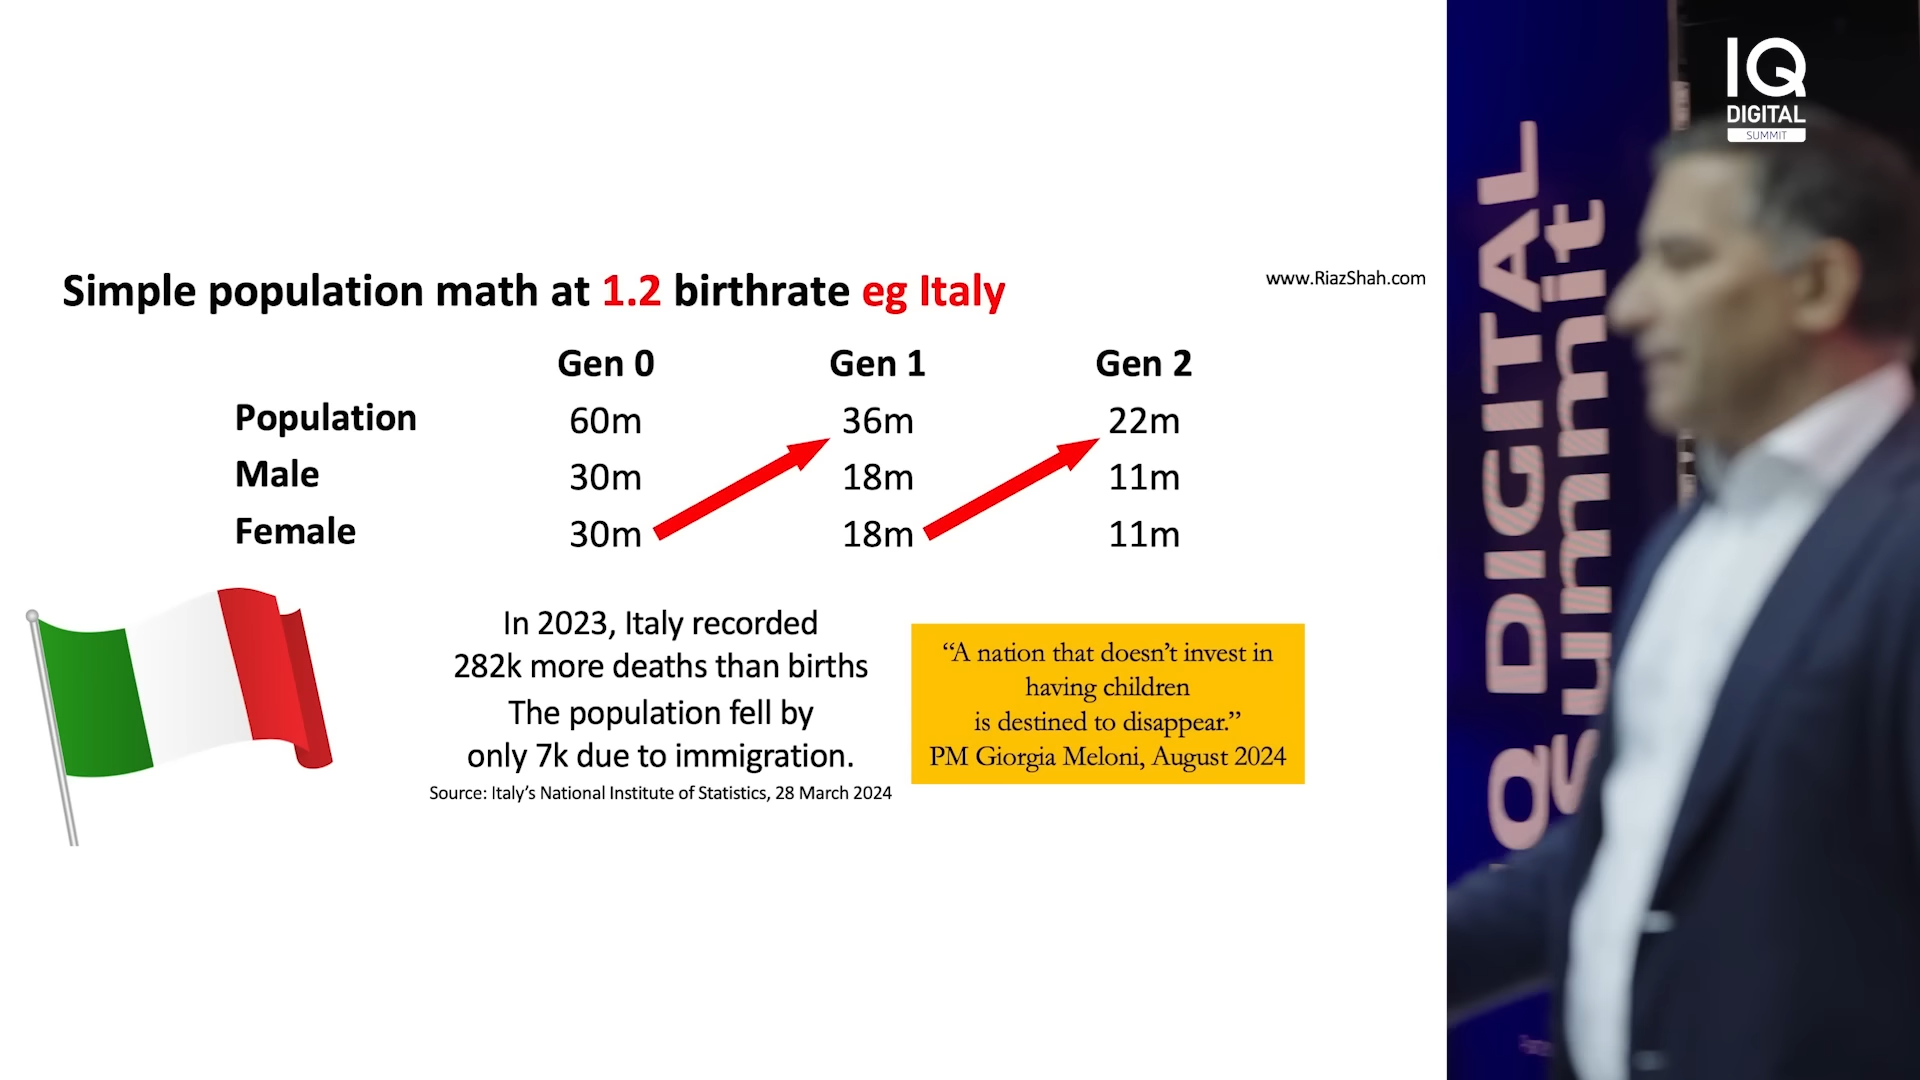 Simple population math at 1.2 birthrate eg Italy
www.RiazShah.com
Gen 0 Gen 1 Gen 2
Population 60m 36m 22m
Male 30m 18m 11m
Female 30m 18m 11m
In 2023, Italy recorded
282k more deaths than births
The population fell by
only 7k due to immigration.
Source: Italy's National Institute of Statistics, 28 March 2024
“A nation that doesn’t invest in
having children
is destined to disappear.”
PM Giorgia Meloni, August 2024
IQ
DIGITAL
SUMMIT
IQ DIGITAL
Summit